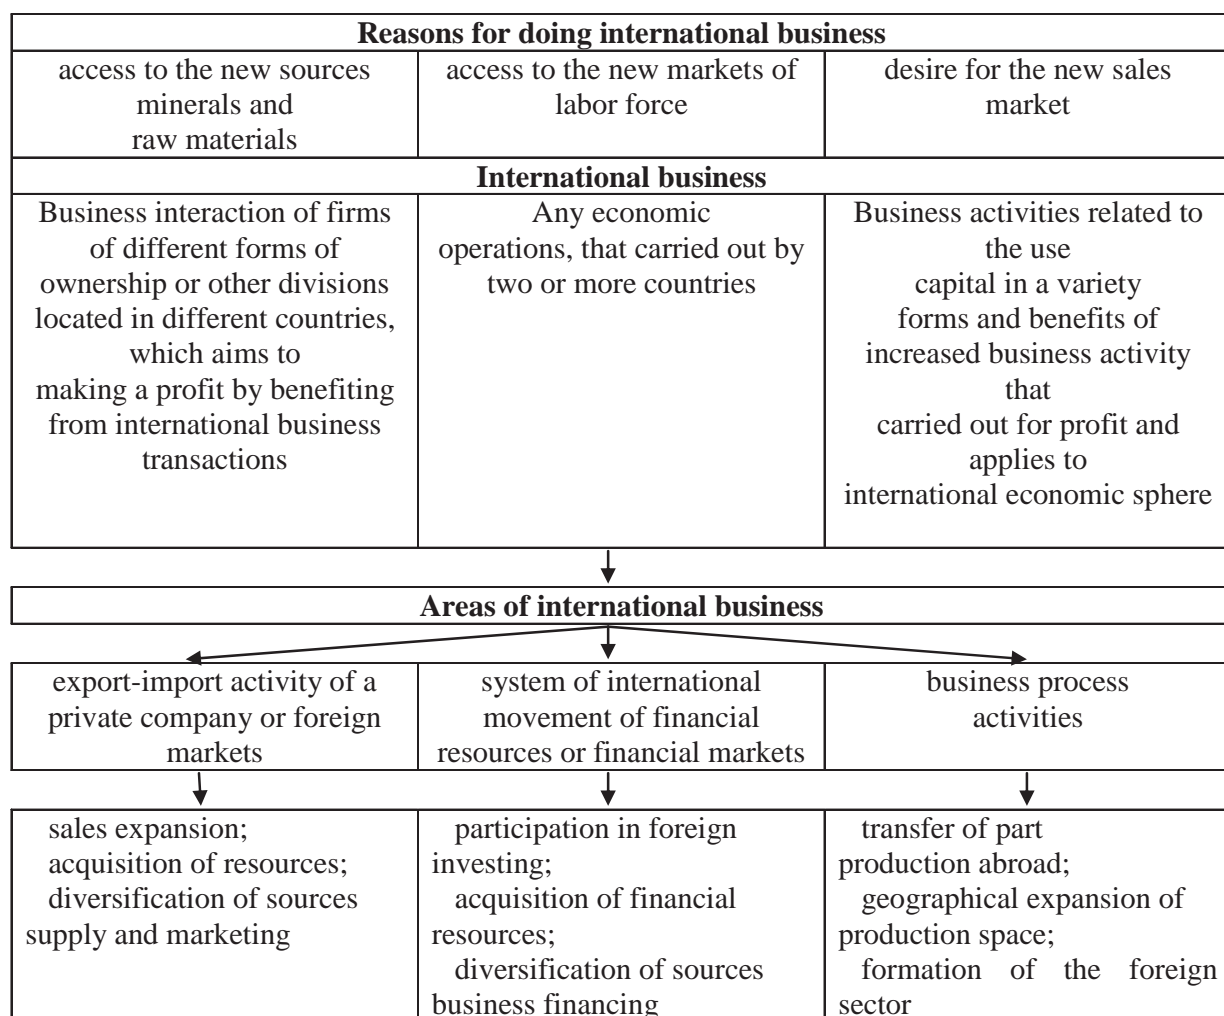 Reasons for doing international business
access to the new sources
minerals and
raw materials
access to the new markets of
labor force
desire for the new sales
market
International business
Business interaction of firms
of different forms of
ownership or other divisions
located in different countries,
which aims to
making a profit by benefiting
from international business
transactions
Any economic
operations, that carried out by
two or more countries
Business activities related to
the use
capital in a variety
forms and benefits of
increased business activity
that
carried out for profit and
applies to
international economic sphere
Areas of international business
export-import activity of a
private company or foreign
markets
system of international
movement of financial
resources or financial markets
business process
activities
sales expansion;
acquisition of resources;
diversification of sources
supply and marketing
participation in foreign
investing;
acquisition of financial
resources;
diversification of sources
business financing
transfer of part
production abroad;
geographical expansion of
production space;
formation of the foreign
sector